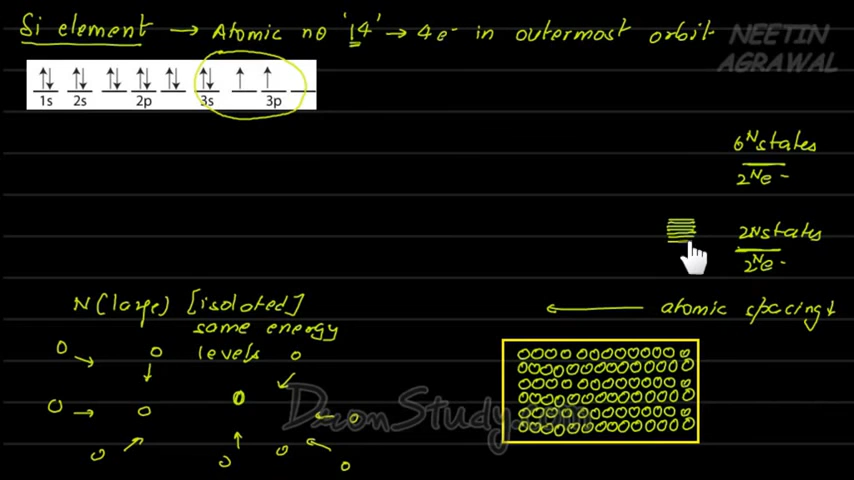 Si element → Atomic no '14' → 4e⁻ in outermost orbit
NEETIN
AGRAWAL
1s 2s 2p 3s 3p
6N states
2N e -
2N states
2N e -
N (large) [isolated]
some energy
levels
← atomic spacing ↓
DronStudy.com